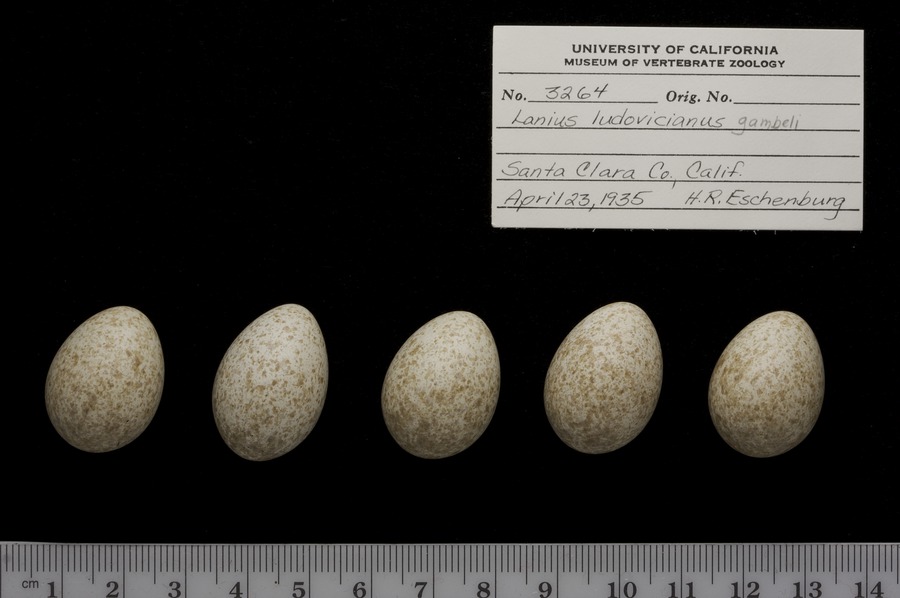 UNIVERSITY OF CALIFORNIA
MUSEUM OF VERTEBRATE ZOOLOGY
No. 3264 Orig. No.
Lanius ludovicianus gambeli
Santa Clara Co., Calif.
April 23, 1935 H.R. Eschenburg
cm 1 2 3 4 5 6 7 8 9 10 11 12 13 14